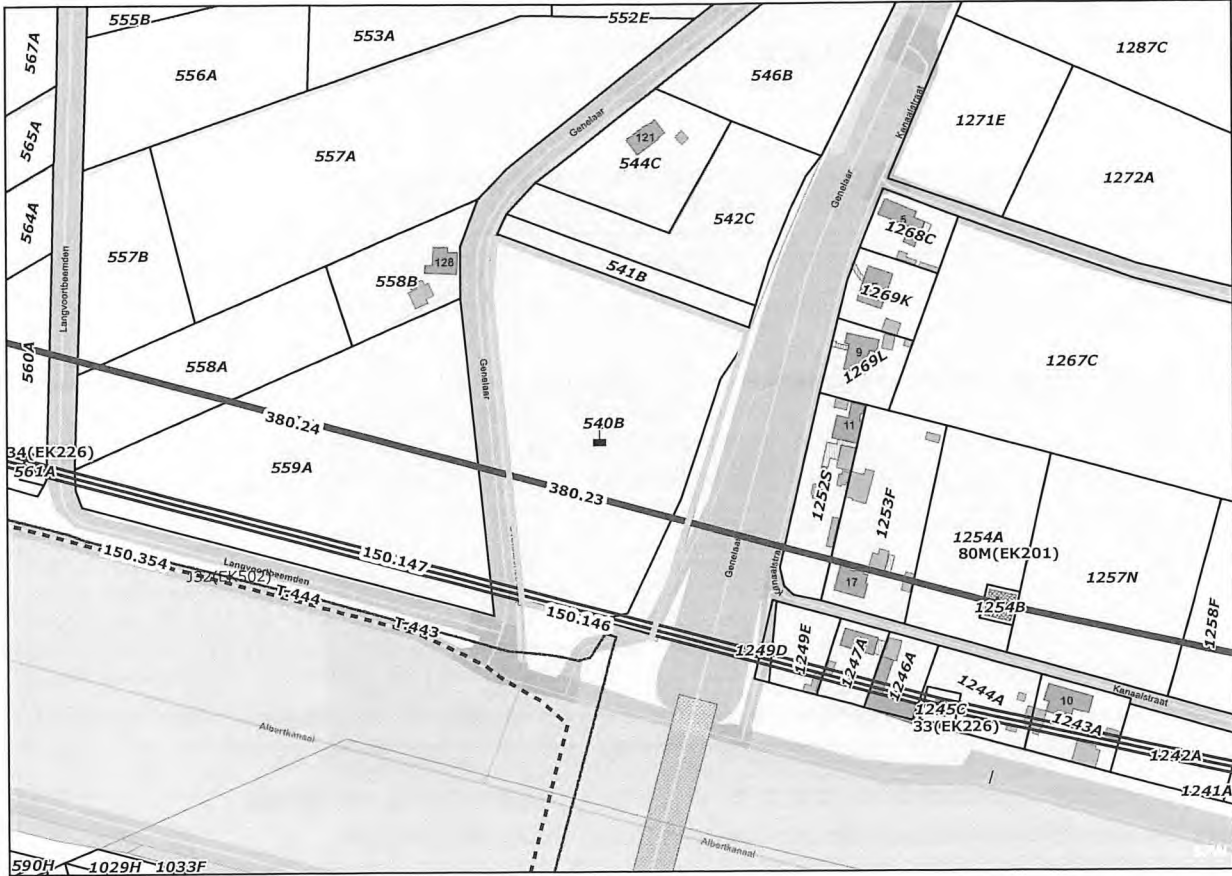 555B
552E
567A
553A
1287C
556A
546B
Kanaalstraat
Genelaar
121
1271E
565A
557A
544C
1272A
Genelaar
564A
542C
5
1268C
557B
128
558B
541B
Langvoortbeemden
1269K
560A
9
1269L
1267C
558A
Genelaar
380.24
540B
11
34(EK226)
561A
559A
380.23
1252S
1253F
1254A
80M(EK201)
150.354
150.147
Genelaar
Kanaalstraat
17
1257N
Langvoortbeemden
J32(EK502)
T.444
1254B
1258F
T.443
150.146
1249D
1249E
1247A
1246A
1244A
Kanaalstraat
10
1245C
1243A
33(EK226)
Albertkanaal
1242A
1241A
Albertkanaal
590H
1029H
1033F